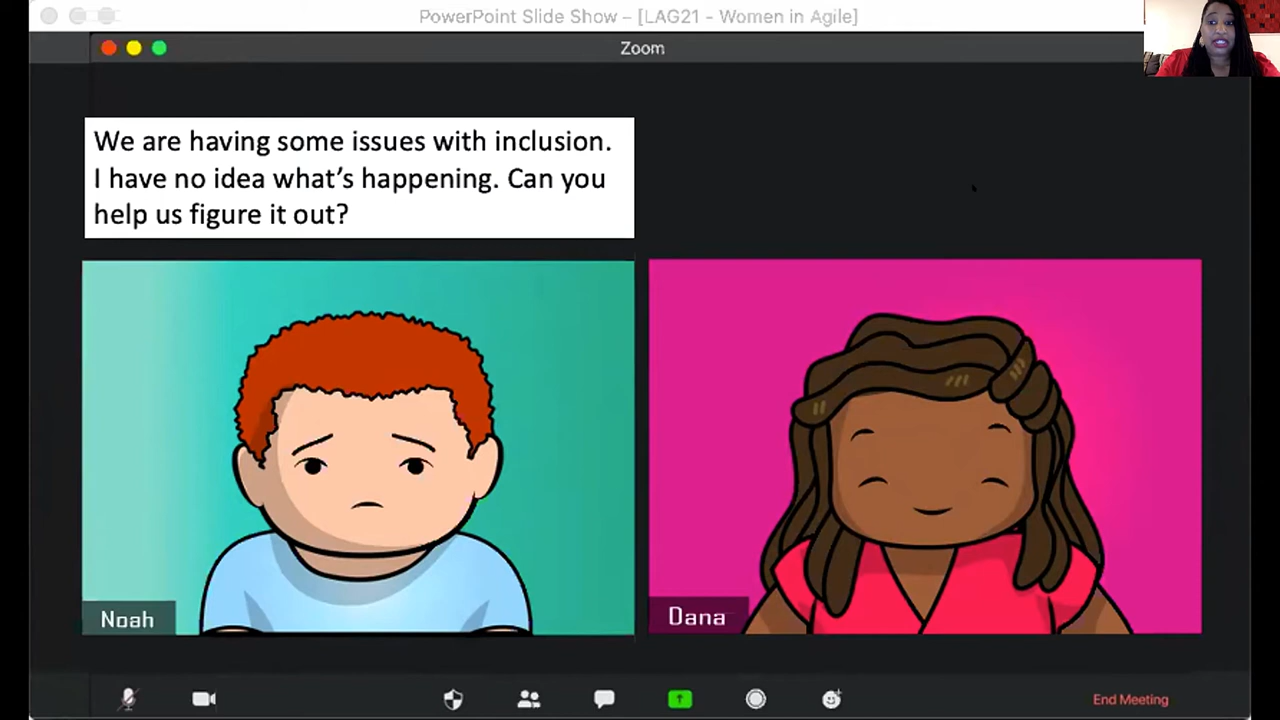 PowerPoint Slide Show – [LAG21 - Women in Agile]
Zoom
We are having some issues with inclusion.
I have no idea what's happening. Can you
help us figure it out?
Noah
Dana
End Meeting